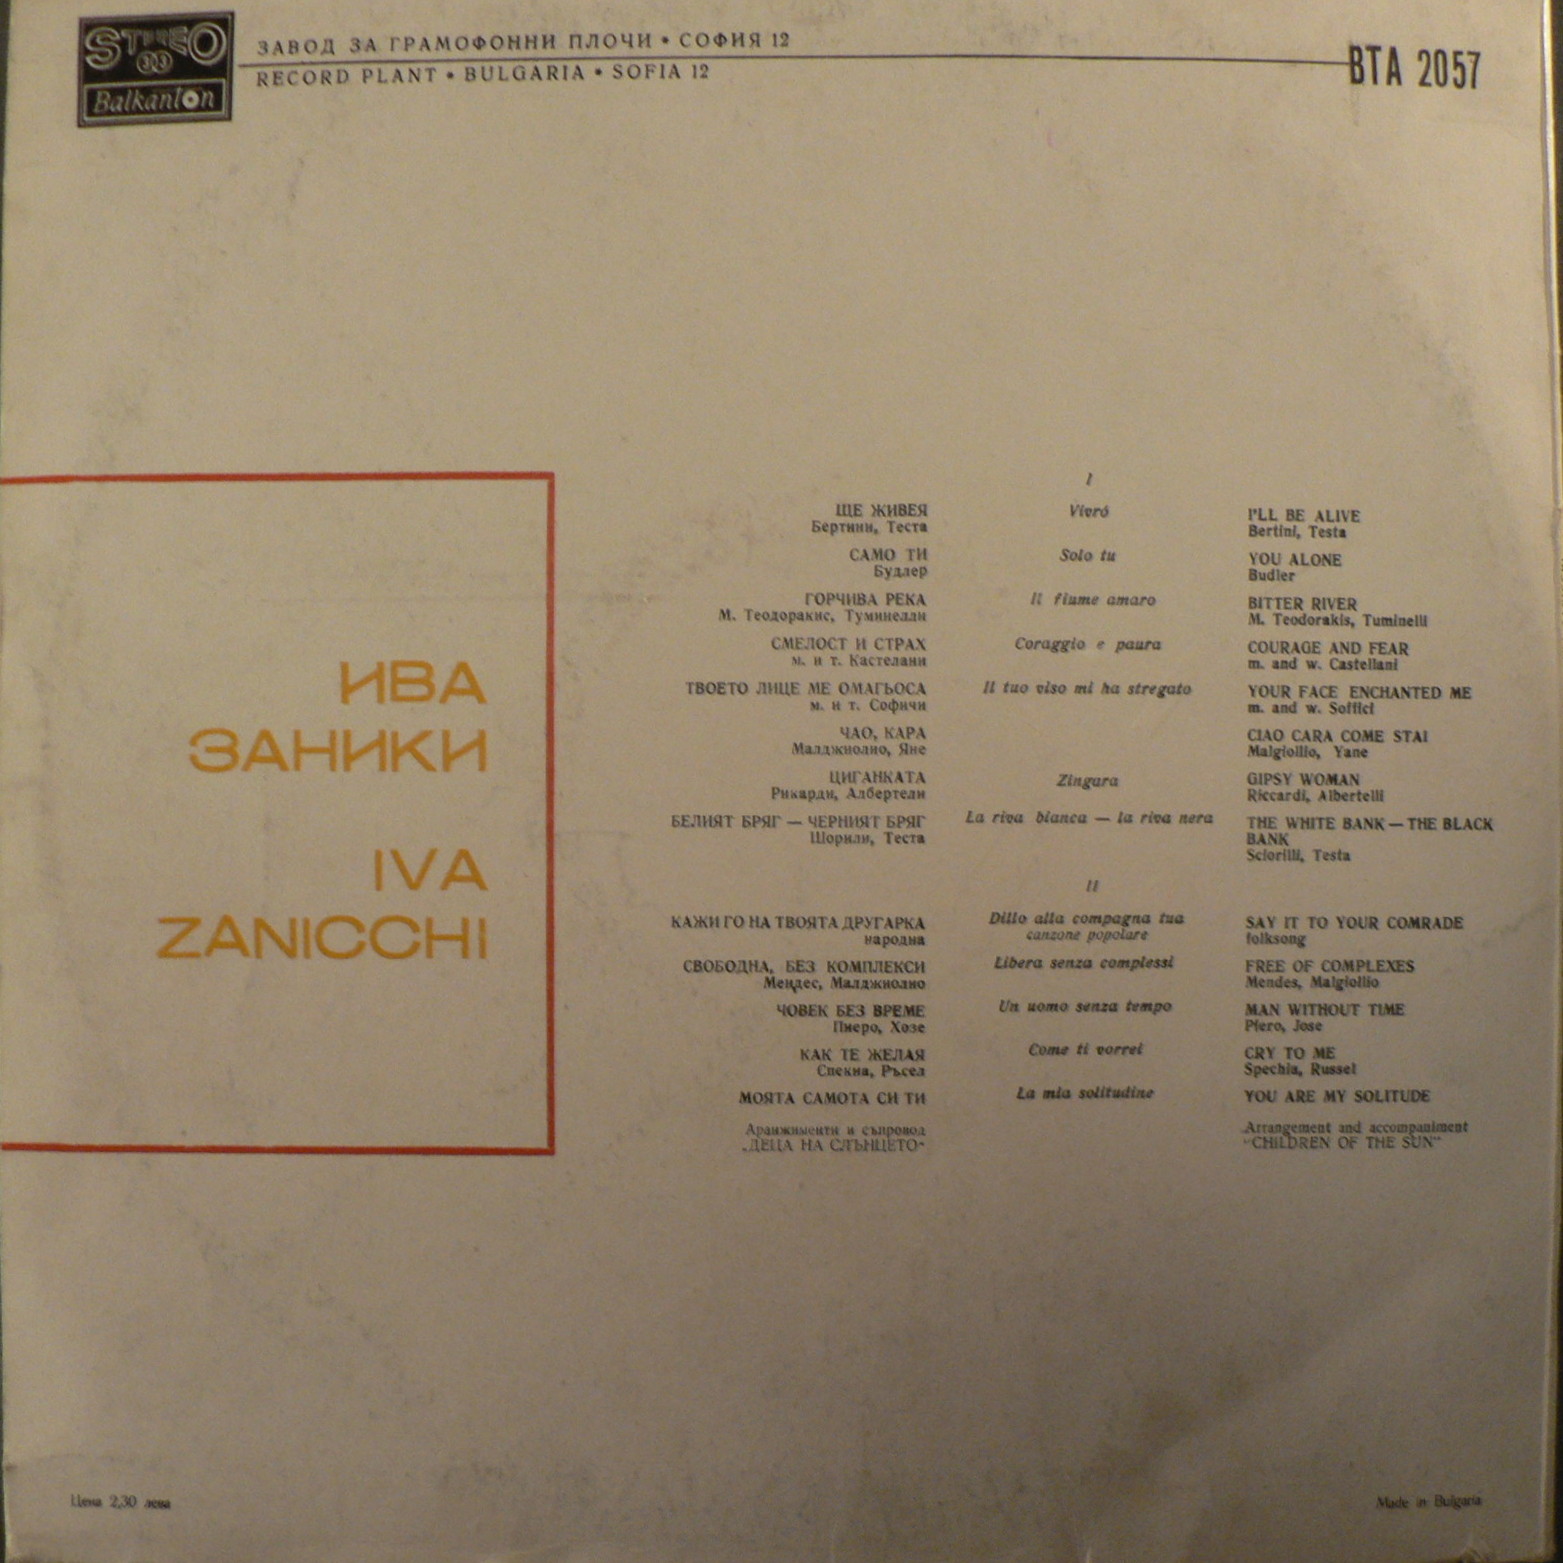 STEREO
33
Balkanton
ЗАВОД ЗА ГРАМОФОННИ ПЛОЧИ • СОФИЯ 12
RECORD PLANT • BULGARIA • SOFIA 12
ВТА 2057
ИВА
ЗАНИКИ
IVA
ZANICCHI
I
ЩЕ ЖИВЕЯ
Бертини, Теста
Vivró
I'LL BE ALIVE
Bertini, Testa
САМО ТИ
Будлер
Solo tu
YOU ALONE
Budler
ГОРЧИВА РЕКА
М. Теодоракис, Туминелли
Il fiume amaro
BITTER RIVER
M. Teodorakis, Tuminelli
СМЕЛОСТ И СТРАХ
м. и т. Кастелани
Coraggio e paura
COURAGE AND FEAR
m. and w. Castellani
ТВОЕТО ЛИЦЕ МЕ ОМАГЬОСА
м. и т. Софичи
Il tuo viso mi ha stregato
YOUR FACE ENCHANTED ME
m. and w. Soffici
ЧАО, КАРА
Малджиолио, Яне
CIAO CARA COME STAI
Malgiollio, Yane
ЦИГАНКАТА
Рикарди, Албертели
Zingara
GIPSY WOMAN
Riccardi, Albertelli
БЕЛИЯТ БРЯГ — ЧЕРНИЯТ БРЯГ
Шорили, Теста
La riva bianca — la riva nera
THE WHITE BANK — THE BLACK
BANK
Sciorilli, Testa
II
КАЖИ ГО НА ТВОЯТА ДРУГАРКА
народна
Dillo alla compagna tua
canzone popolare
SAY IT TO YOUR COMRADE
folksong
СВОБОДНА, БЕЗ КОМПЛЕКСИ
Мендес, Малджиолио
Libera senza complessi
FREE OF COMPLEXES
Mendes, Malgiollio
ЧОВЕК БЕЗ ВРЕМЕ
Пиеро, Хозе
Un uomo senza tempo
MAN WITHOUT TIME
Piero, Jose
КАК ТЕ ЖЕЛАЯ
Спекиа, Ръсел
Come ti vorrei
CRY TO ME
Spechia, Russel
МОЯТА САМОТА СИ ТИ
La mia solitudine
YOU ARE MY SOLITUDE
Аранжименти и съпровод
„ДЕЦА НА СЛЪНЦЕТО“
Arrangement and accompaniment
“CHILDREN OF THE SUN”
Цена 2,30 лева
Made in Bulgaria